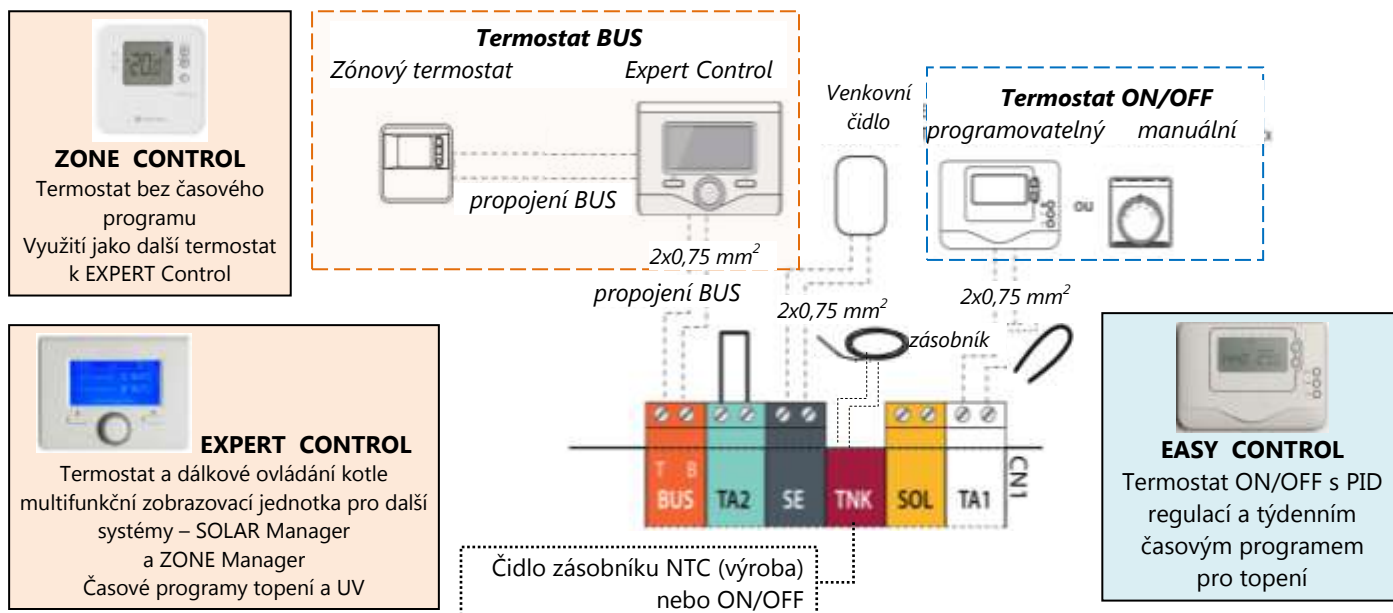 ZONE CONTROL
Termostat bez časového
programu
Využití jako další termostat
k EXPERT Control
Termostat BUS
Zónový termostat
Expert Control
propojení BUS
2x0,75 mm²
propojení BUS
Venkovní
čidlo
2x0,75 mm²
Termostat ON/OFF
programovatelný
manuální
ou
2x0,75 mm²
zásobník
EXPERT CONTROL
Termostat a dálkové ovládání kotle
multifunkční zobrazovací jednotka pro další
systémy – SOLAR Manager
a ZONE Manager
Časové programy topení a UV
T B
BUS
TA2
SE
TNK
SOL
TA1
CN1
Čidlo zásobníku NTC (výroba)
nebo ON/OFF
EASY CONTROL
Termostat ON/OFF s PID
regulací a týdenním
časovým programem
pro topení